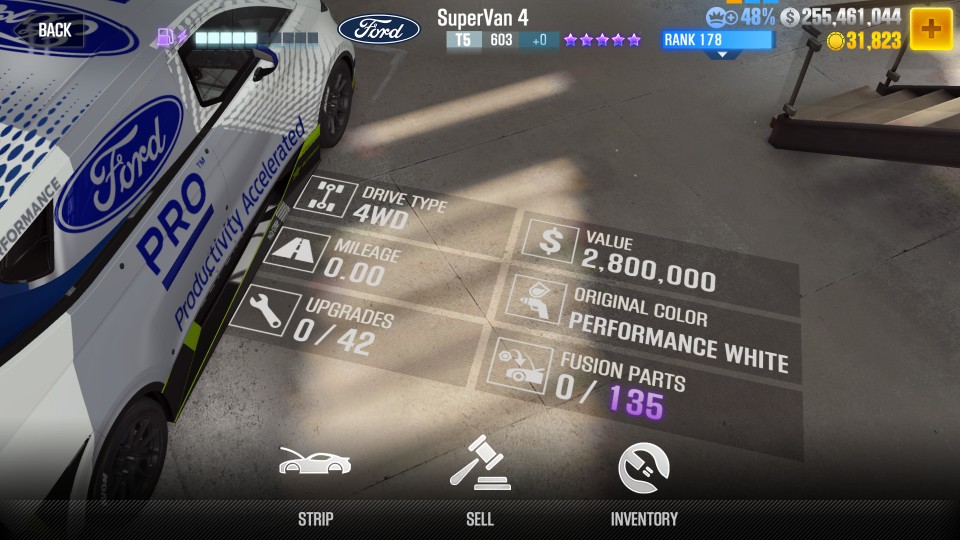 BACK
Ford
SuperVan 4
T5 603 +0
48%
255,461,044
RANK 178
31,823
Ford
PRO™
Productivity Accelerated
DRIVE TYPE
4WD
MILEAGE
0.00
UPGRADES
0 / 42
VALUE
2,800,000
ORIGINAL COLOR
PERFORMANCE WHITE
FUSION PARTS
0 / 135
STRIP
SELL
INVENTORY